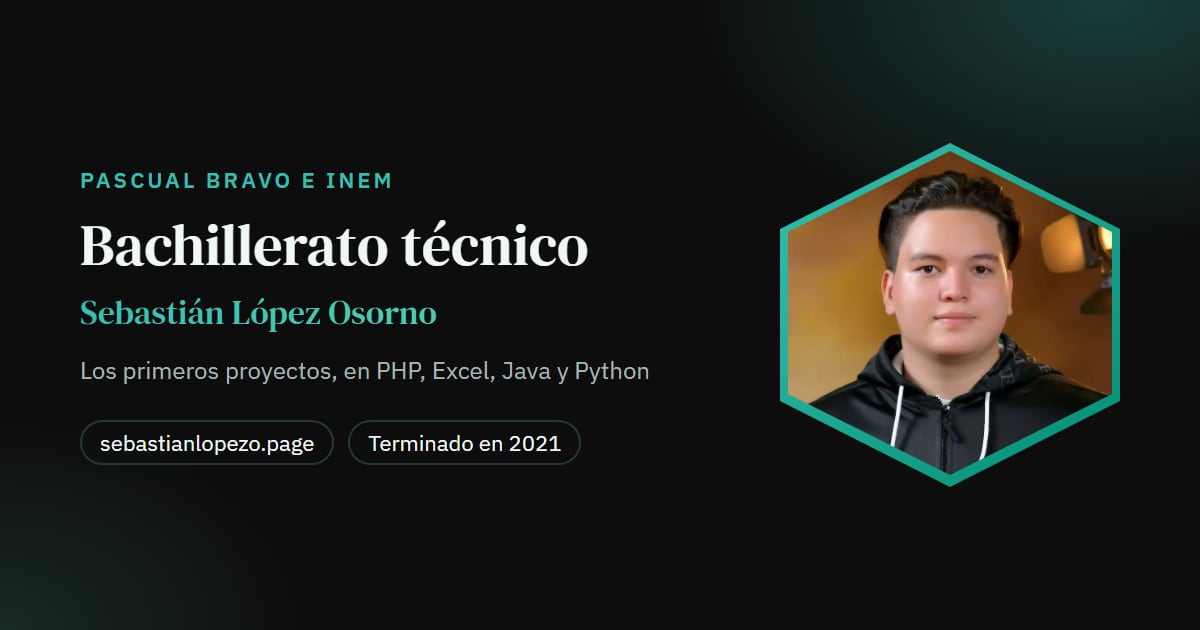 PASCUAL BRAVO E INEM
Bachillerato técnico
Sebastián López Osorno
Los primeros proyectos, en PHP, Excel, Java y Python
sebastianlopezo.page
Terminado en 2021